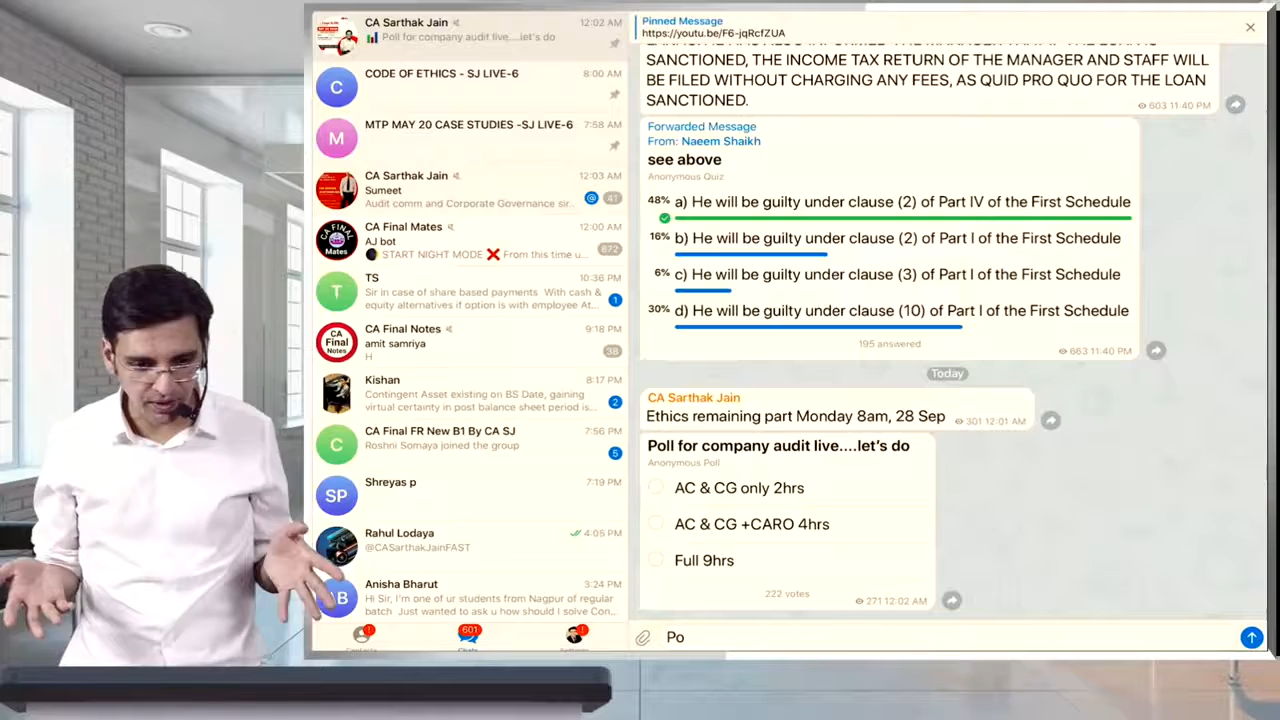 CA Sarthak Jain 12:02 AM
Poll for company audit live....let's do
C
CODE OF ETHICS - SJ LIVE-6 8:00 AM
M
MTP MAY 20 CASE STUDIES -SJ LIVE-6 7:58 AM
CA Sarthak Jain 12:03 AM
Sumeet
Audit comm and Corporate Governance sir.. @ 41
CA FINAL Mates
CA Final Mates 12:00 AM
AJ bot
START NIGHT MODE ❌ From this time u... 672
T
TS 10:36 PM
Sir in case of share based payments With cash &
equity alternatives if option is with employee At... 1
CA Final Notes
CA Final Notes 9:18 PM
amit samriya
H 38
Kishan 8:17 PM
Contingent Asset existing on BS Date, gaining
virtual certainty in post balance sheet period is... 2
C
CA Final FR New B1 By CA SJ 7:56 PM
Roshni Somaya joined the group 5
SP
Shreyas p 7:19 PM
Rahul Lodaya 4:05 PM
@CASarthakJainFAST
AB
Anisha Bharut 3:24 PM
Hi Sir, I'm one of ur students from Nagpur of regular
batch Just wanted to ask u how should I solve Con...
1 601 1
Pinned Message
https://youtu.be/F6-jqRcfZUA
SANCTIONED, THE INCOME TAX RETURN OF THE MANAGER AND STAFF WILL
BE FILED WITHOUT CHARGING ANY FEES, AS QUID PRO QUO FOR THE LOAN
SANCTIONED. 603 11:40 PM
Forwarded Message
From: Naeem Shaikh
see above
Anonymous Quiz
48% a) He will be guilty under clause (2) of Part IV of the First Schedule
16% b) He will be guilty under clause (2) of Part I of the First Schedule
6% c) He will be guilty under clause (3) of Part I of the First Schedule
30% d) He will be guilty under clause (10) of Part I of the First Schedule
195 answered
663 11:40 PM
Today
CA Sarthak Jain
Ethics remaining part Monday 8am, 28 Sep 301 12:01 AM
Poll for company audit live....let's do
Anonymous Poll
AC & CG only 2hrs
AC & CG +CARO 4hrs
Full 9hrs
222 votes
271 12:02 AM
Po